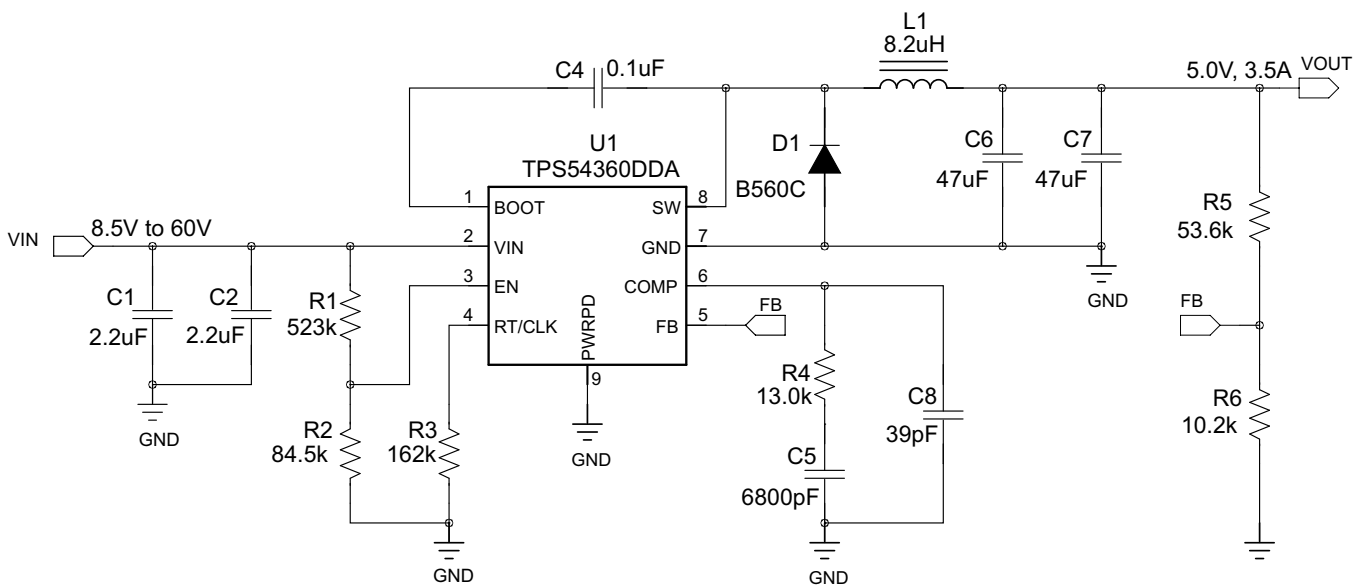 L1
8.2uH
C4
0.1uF
5.0V, 3.5A
VOUT
U1
TPS54360DDA
D1
B560C
C6
47uF
C7
47uF
1
BOOT
SW
8
R5
53.6k
VIN
8.5V to 60V
2
VIN
GND
7
3
EN
COMP
6
GND
C1
2.2uF
C2
2.2uF
R1
523k
4
RT/CLK
PWRPD
FB
5
FB
FB
9
R4
13.0k
C8
39pF
R6
10.2k
GND
R2
84.5k
R3
162k
GND
C5
6800pF
GND
GND